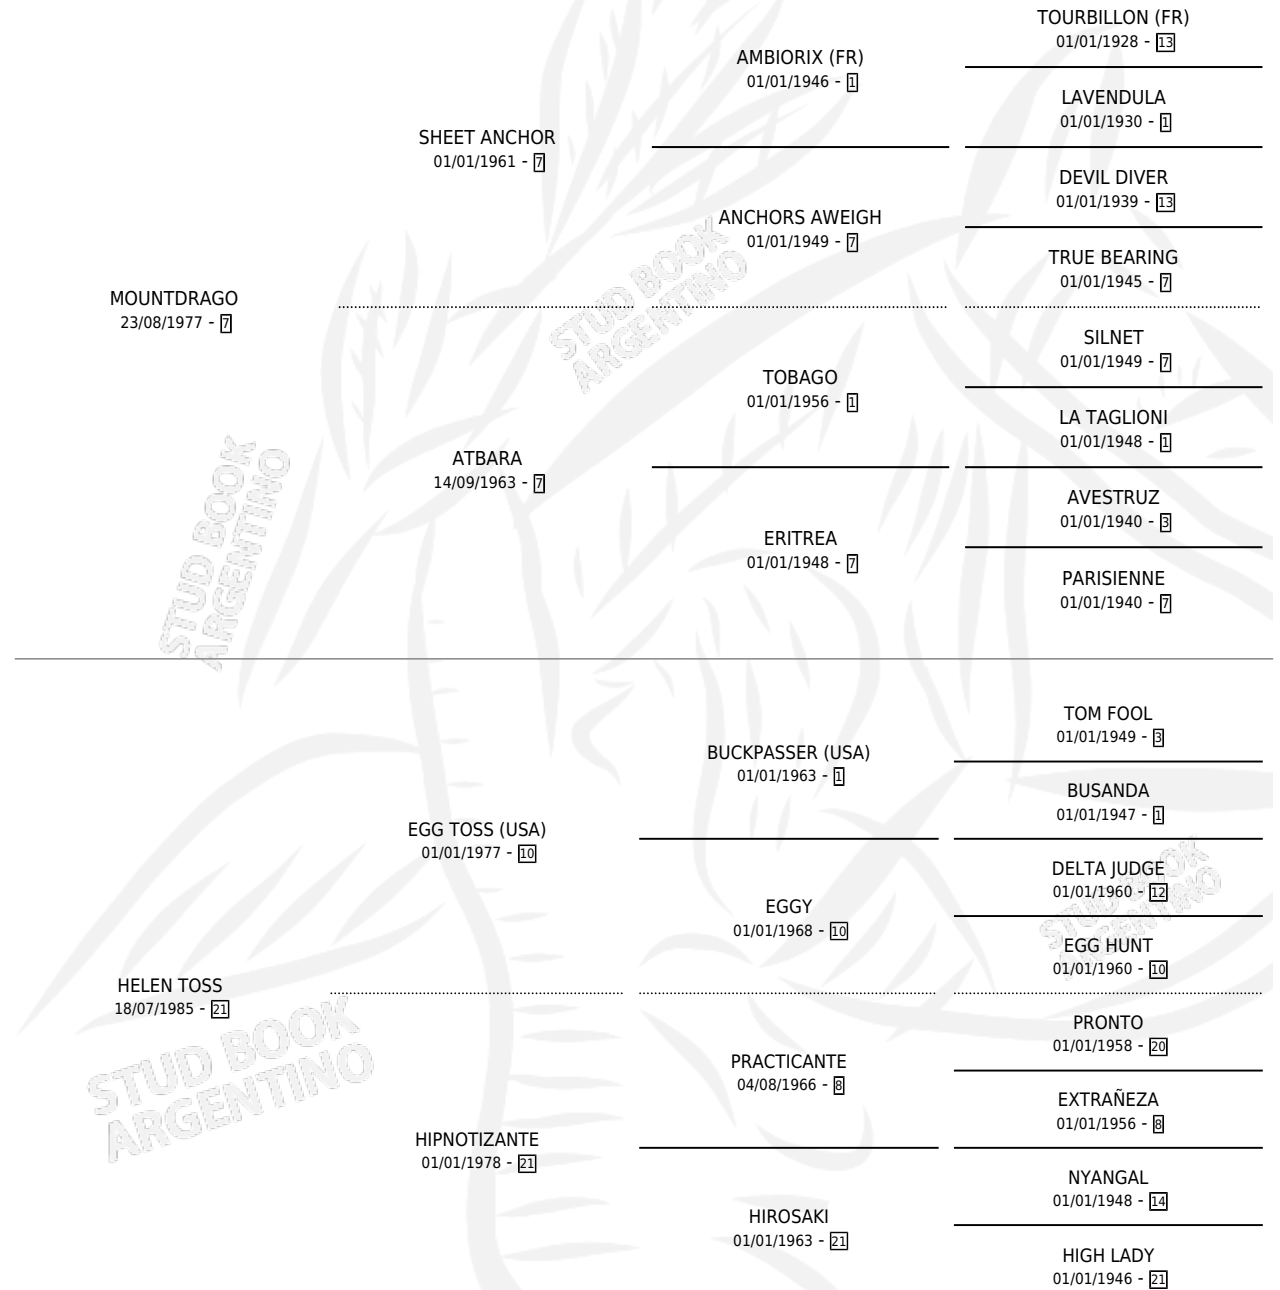 TOURBILLON (FR)
01/01/1928 - 13
AMBIORIX (FR)
01/01/1946 - 1
LAVENDULA
01/01/1930 - 1
SHEET ANCHOR
01/01/1961 - 7
DEVIL DIVER
01/01/1939 - 13
ANCHORS AWEIGH
01/01/1949 - 7
TRUE BEARING
01/01/1945 - 7
MOUNTDRAGO
23/08/1977 - 7
STUD BOOK
ARGENTINO
SILNET
01/01/1949 - 7
TOBAGO
01/01/1956 - 1
LA TAGLIONI
01/01/1948 - 1
ATBARA
14/09/1963 - 7
AVESTRUZ
01/01/1940 - 3
ERITREA
01/01/1948 - 7
PARISIENNE
01/01/1940 - 7
STUD BOOK
ARGENTINO
TOM FOOL
01/01/1949 - 3
BUCKPASSER (USA)
01/01/1963 - 1
BUSANDA
01/01/1947 - 1
EGG TOSS (USA)
01/01/1977 - 10
DELTA JUDGE
01/01/1960 - 12
EGGY
01/01/1968 - 10
EGG HUNT
01/01/1960 - 10
STUD BOOK
ARGENTINO
HELEN TOSS
18/07/1985 - 21
STUD BOOK
ARGENTINO
PRONTO
01/01/1958 - 20
PRACTICANTE
04/08/1966 - 8
EXTRAÑEZA
01/01/1956 - 8
HIPNOTIZANTE
01/01/1978 - 21
NYANGAL
01/01/1948 - 14
HIROSAKI
01/01/1963 - 21
HIGH LADY
01/01/1946 - 21